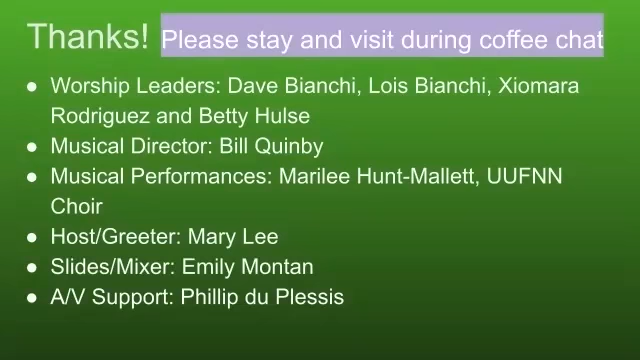 Thanks! Please stay and visit during coffee chat
● Worship Leaders: Dave Bianchi, Lois Bianchi, Xiomara
Rodriguez and Betty Hulse
● Musical Director: Bill Quinby
● Musical Performances: Marilee Hunt-Mallett, UUFNN
Choir
● Host/Greeter: Mary Lee
● Slides/Mixer: Emily Montan
● A/V Support: Phillip du Plessis